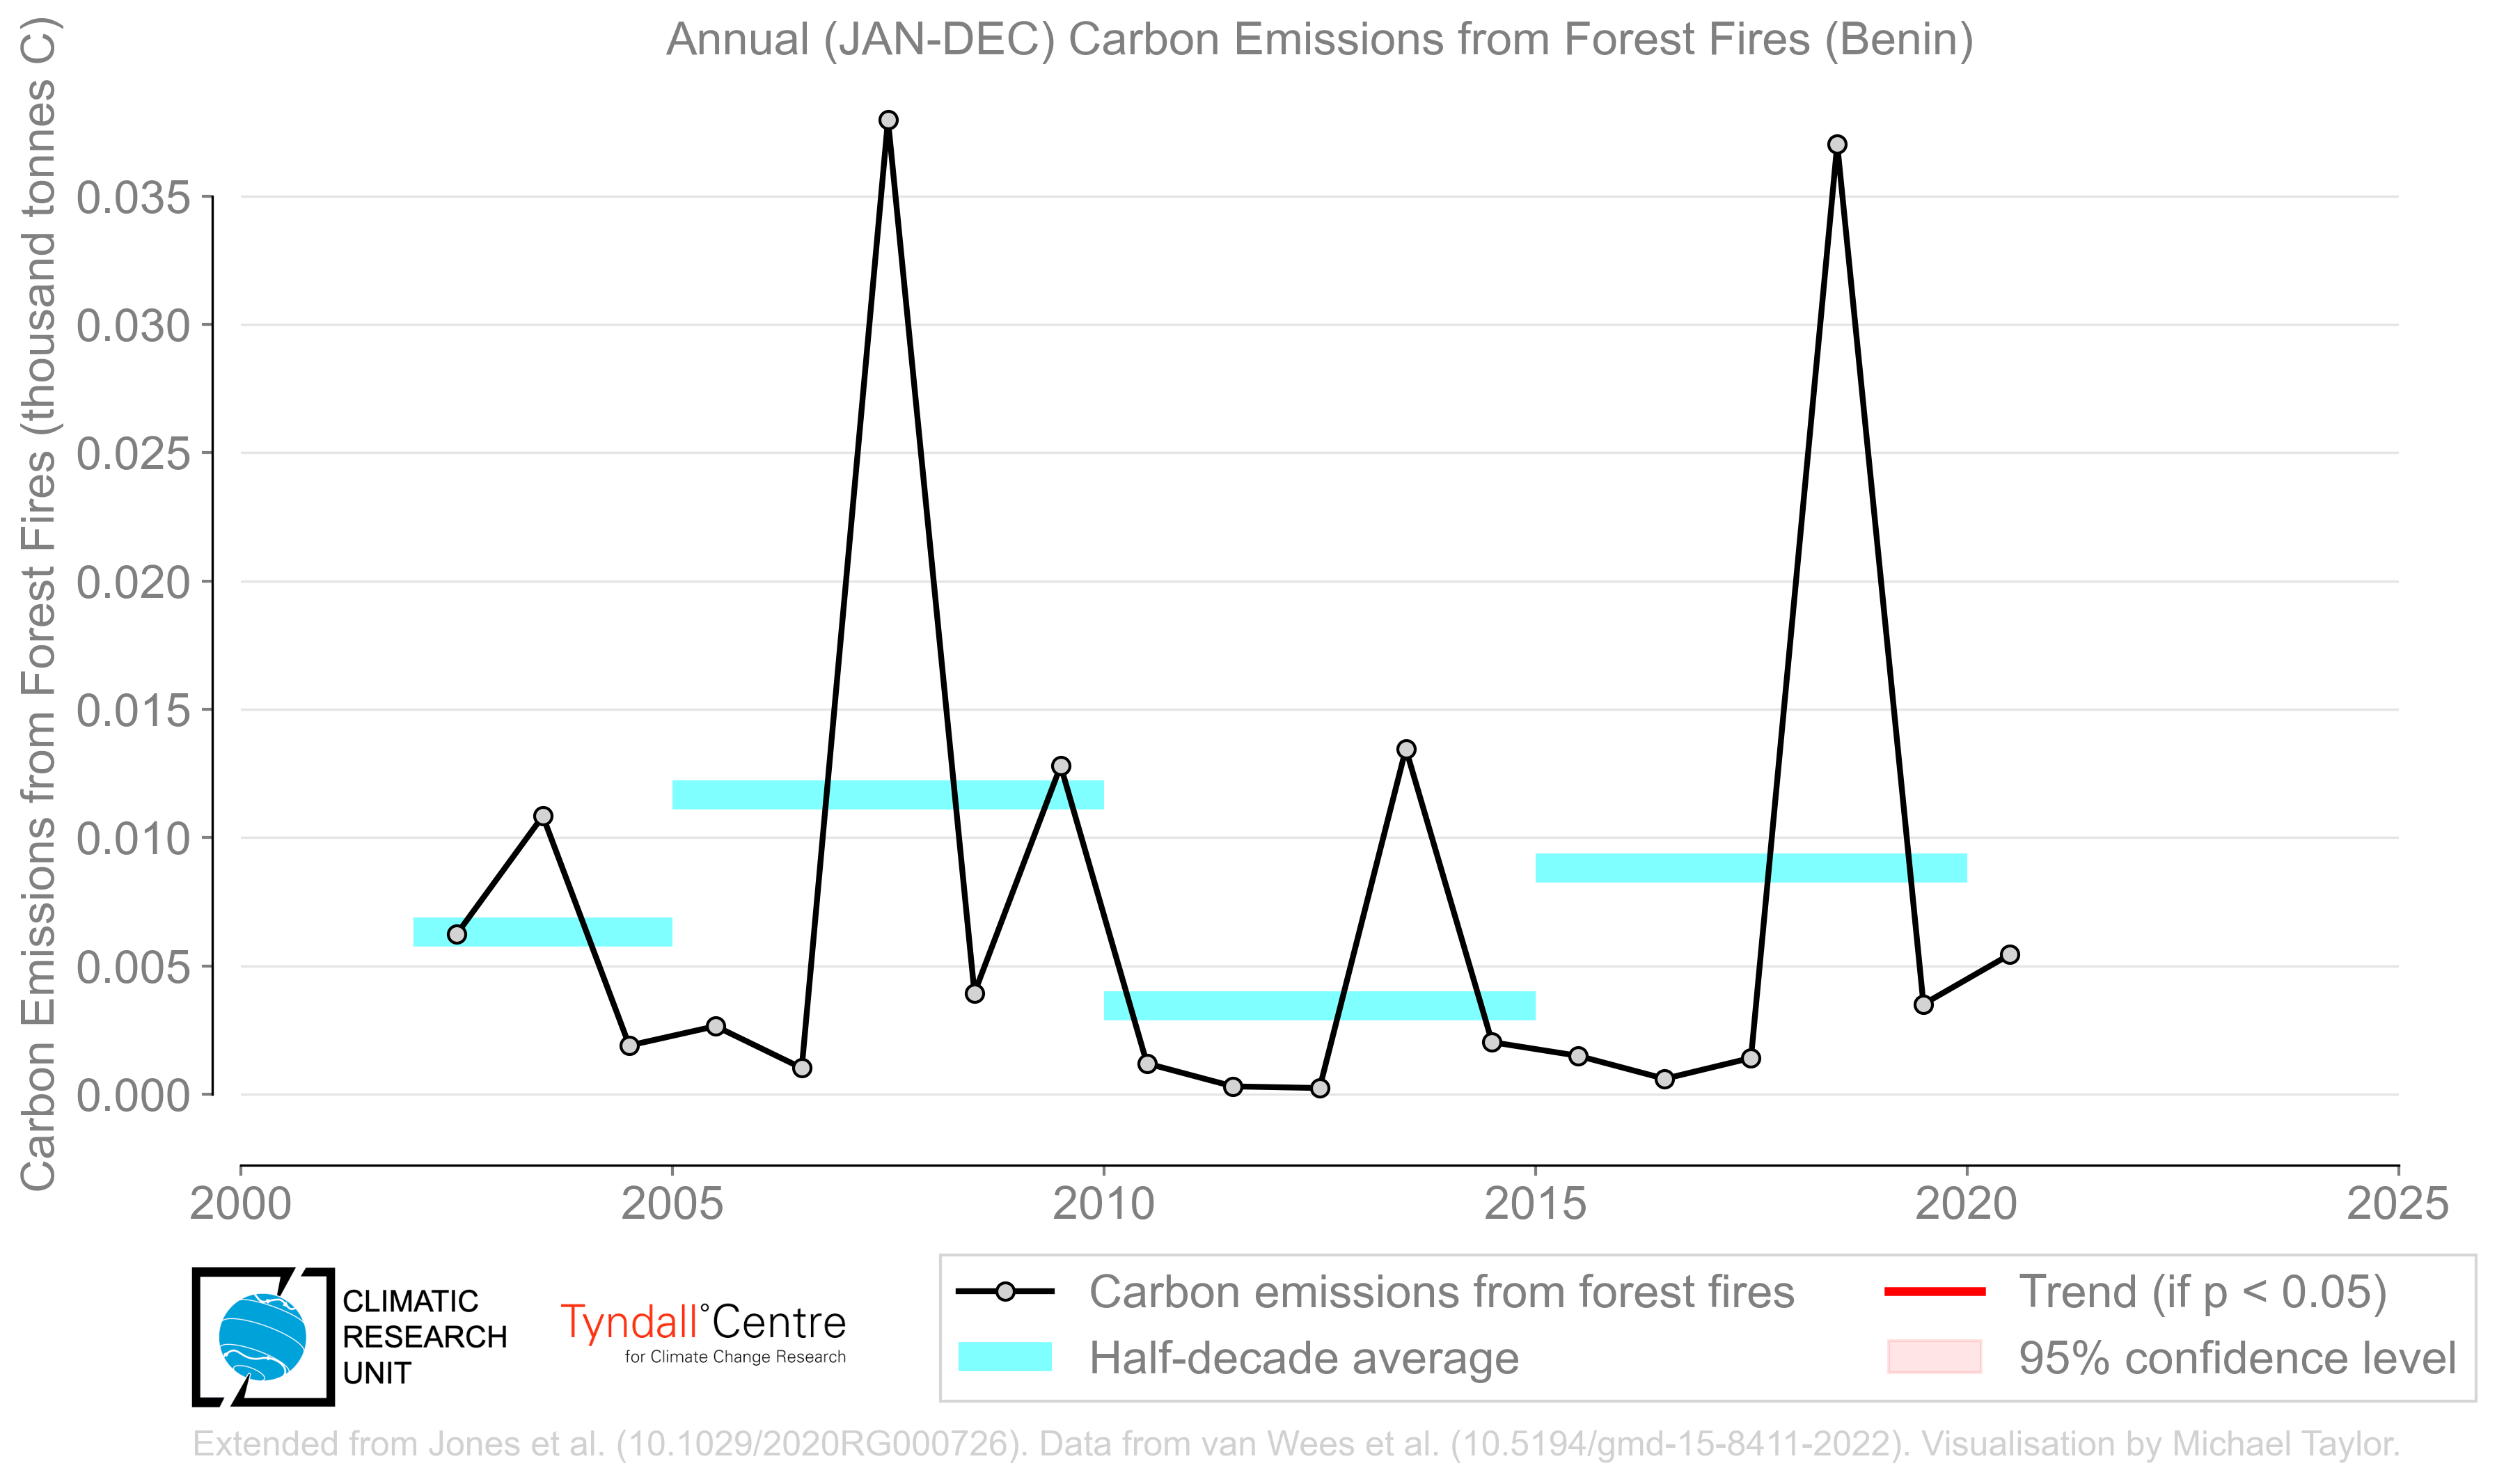 Annual (JAN-DEC) Carbon Emissions from Forest Fires (Benin)
Carbon Emissions from Forest Fires (thousand tonnes C)
0.035
0.030
0.025
0.020
0.015
0.010
0.005
0.000
2000 2005 2010 2015 2020 2025
CLIMATIC
RESEARCH
UNIT
Tyndall°Centre
for Climate Change Research
Carbon emissions from forest fires
Half-decade average
Trend (if p < 0.05)
95% confidence level
Extended from Jones et al. (10.1029/2020RG000726). Data from van Wees et al. (10.5194/gmd-15-8411-2022). Visualisation by Michael Taylor.